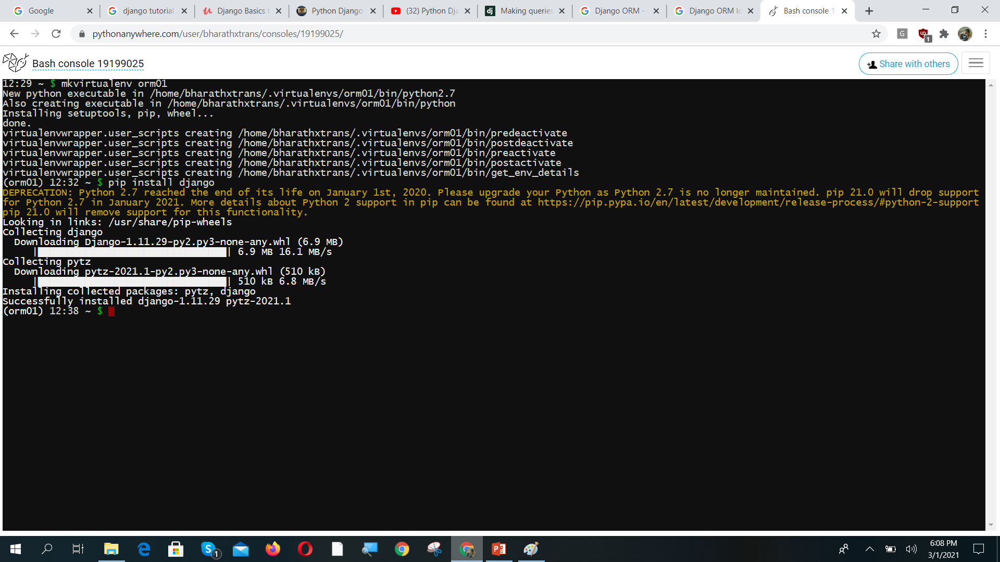 Google
django tutorial
Django Basics t
Python Django
(32) Python Dja
dj
Making queries
Django ORM -
Django ORM lo
Bash console 1
pythonanywhere.com/user/bharathxtrans/consoles/19199025/
G
1
Bash console 19199025
Share with others
12:29 ~ $ mkvirtualenv orm01
New python executable in /home/bharathxtrans/.virtualenvs/orm01/bin/python2.7
Also creating executable in /home/bharathxtrans/.virtualenvs/orm01/bin/python
Installing setuptools, pip, wheel...
done.
virtualenvwrapper.user_scripts creating /home/bharathxtrans/.virtualenvs/orm01/bin/predeactivate
virtualenvwrapper.user_scripts creating /home/bharathxtrans/.virtualenvs/orm01/bin/postdeactivate
virtualenvwrapper.user_scripts creating /home/bharathxtrans/.virtualenvs/orm01/bin/preactivate
virtualenvwrapper.user_scripts creating /home/bharathxtrans/.virtualenvs/orm01/bin/postactivate
virtualenvwrapper.user_scripts creating /home/bharathxtrans/.virtualenvs/orm01/bin/get_env_details
(orm01) 12:32 ~ $ pip install django
DEPRECATION: Python 2.7 reached the end of its life on January 1st, 2020. Please upgrade your Python as Python 2.7 is no longer maintained. pip 21.0 will drop support
for Python 2.7 in January 2021. More details about Python 2 support in pip can be found at https://pip.pypa.io/en/latest/development/release-process/#python-2-support
pip 21.0 will remove support for this functionality.
Looking in links: /usr/share/pip-wheels
Collecting django
Downloading Django-1.11.29-py2.py3-none-any.whl (6.9 MB)
| | 6.9 MB 16.1 MB/s
Collecting pytz
Downloading pytz-2021.1-py2.py3-none-any.whl (510 kB)
| | 510 kB 6.8 MB/s
Installing collected packages: pytz, django
Successfully installed django-1.11.29 pytz-2021.1
(orm01) 12:38 ~ $
1
6:08 PM
3/1/2021